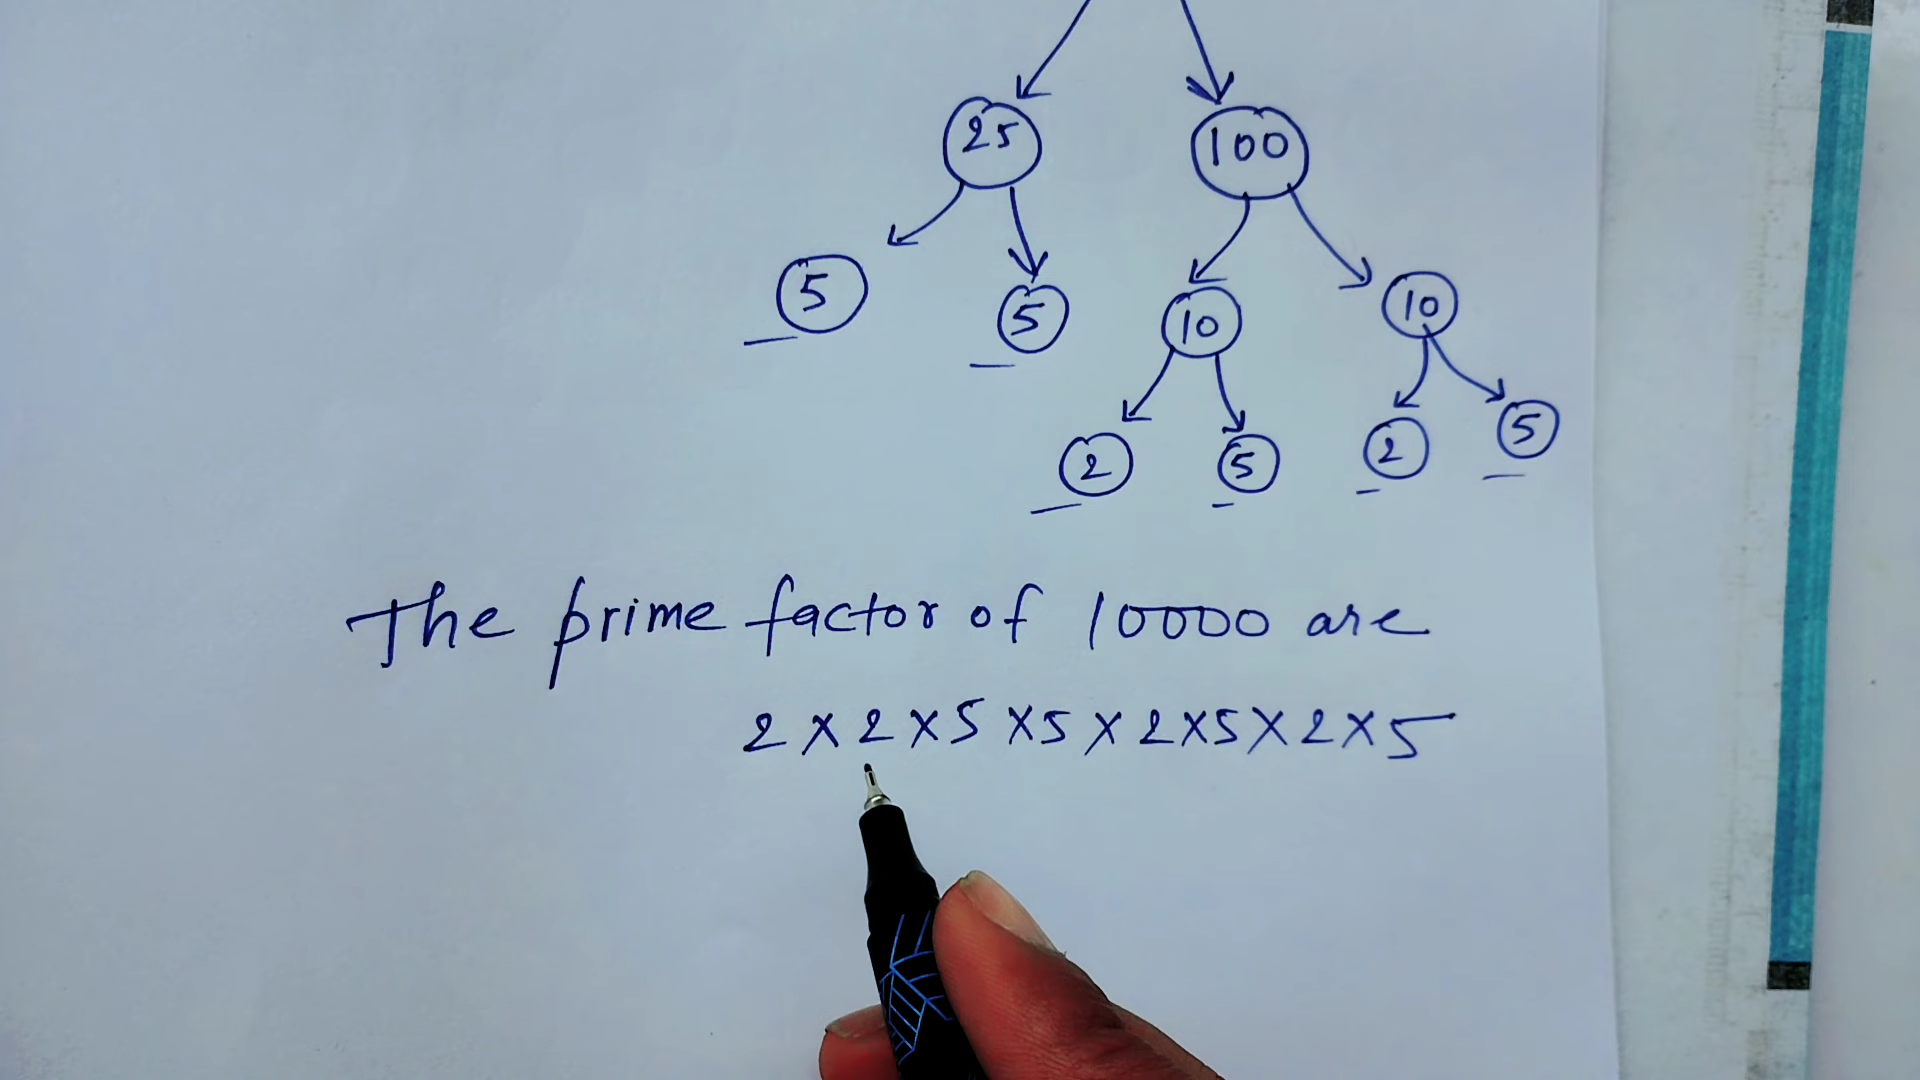 25 100
5 5 10 10
2 5 2 5
The prime factor of 10000 are
2 × 2 × 5 × 5 × 2 × 5 × 2 × 5